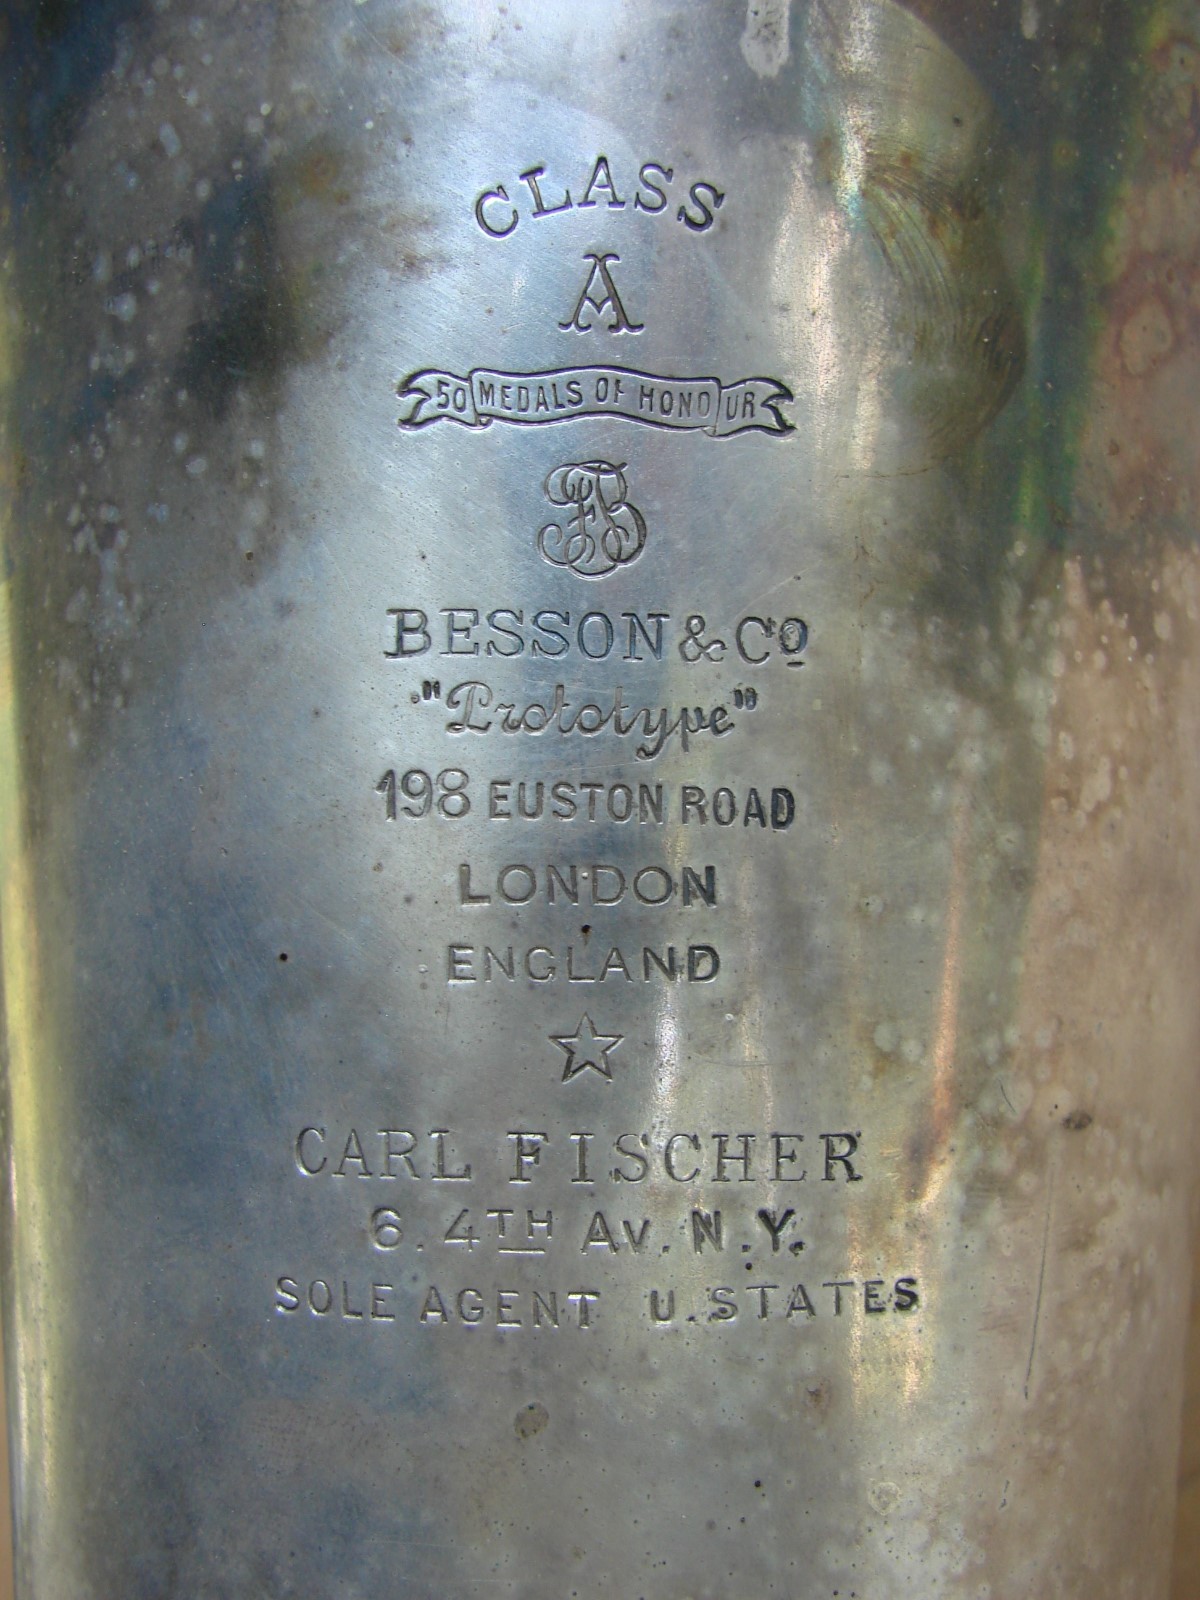 CLASS
A
50 MEDALS OF HONOUR
FB
BESSON & Co
"Prototype"
198 EUSTON ROAD
LONDON
ENGLAND
CARL FISCHER
6. 4TH AV. N.Y.
SOLE AGENT U. STATES